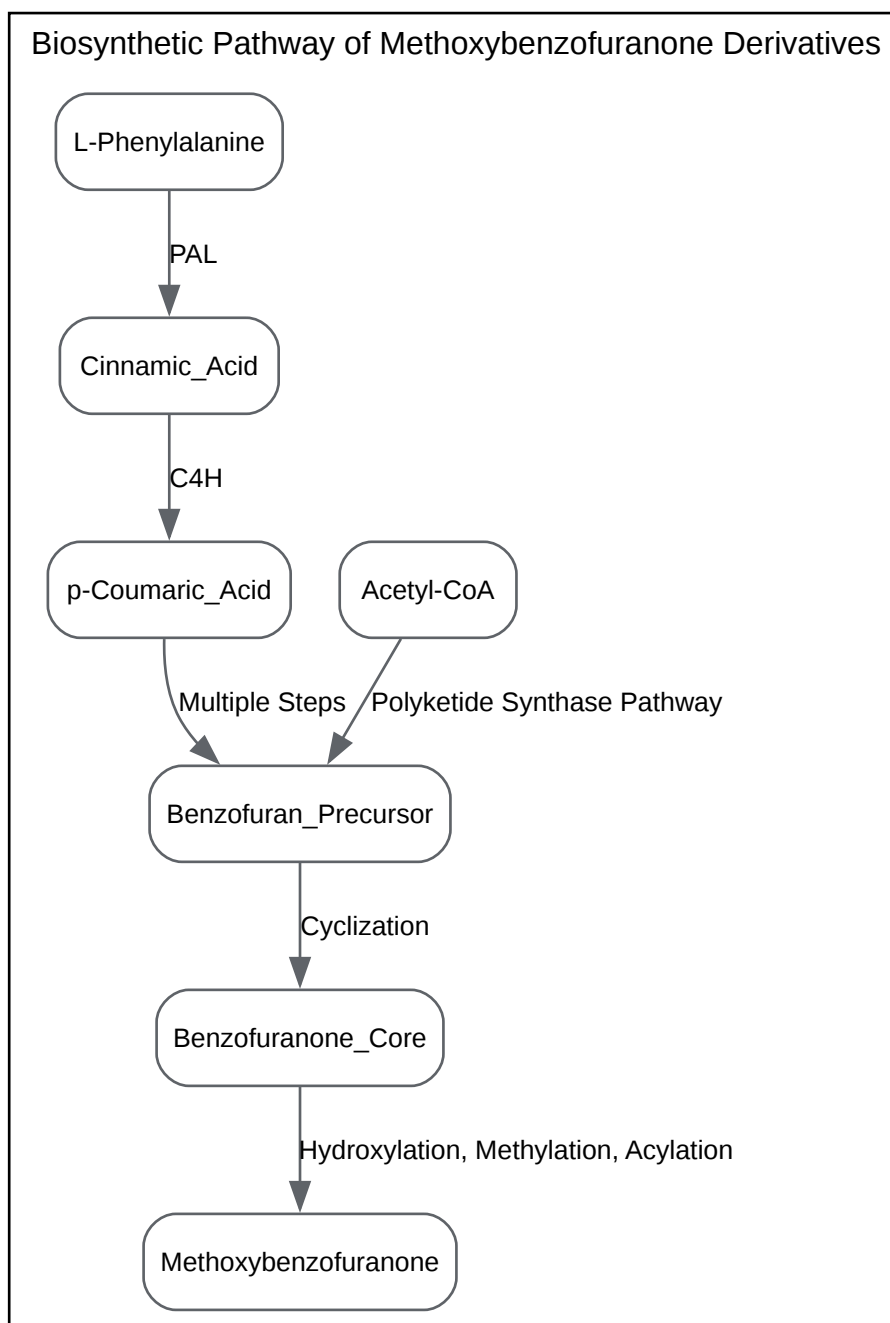 Biosynthetic Pathway of Methoxybenzofuranone Derivatives
L-Phenylalanine
PAL
Cinnamic_Acid
C4H
p-Coumaric_Acid
Acetyl-CoA
Multiple Steps
Polyketide Synthase Pathway
Benzofuran_Precursor
Cyclization
Benzofuranone_Core
Hydroxylation, Methylation, Acylation
Methoxybenzofuranone